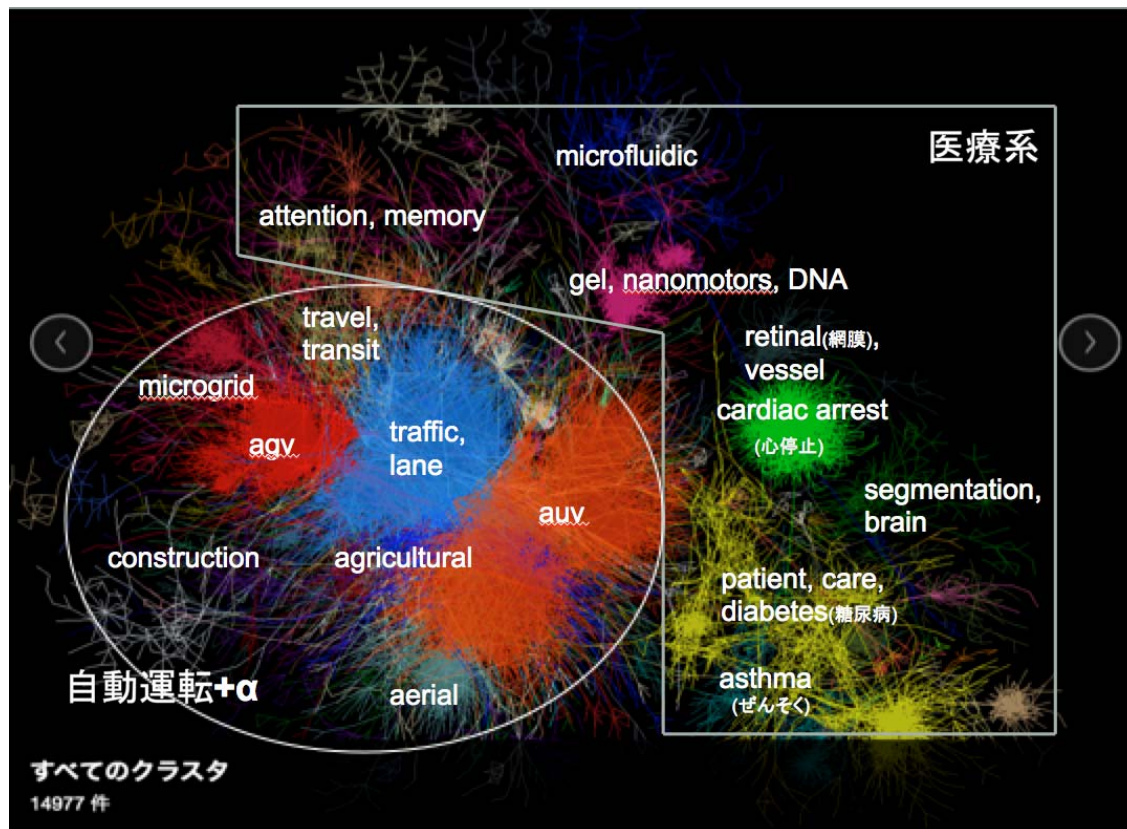 microfluidic
医療系
attention, memory
gel, nanomotors, DNA
travel,
transit
retinal(網膜),
vessel
microgrid
cardiac arrest
(心停止)
agv
traffic,
lane
segmentation,
brain
auv
construction
agricultural
patient, care,
diabetes(糖尿病)
自動運転+α
aerial
asthma
(ぜんそく)
すべてのクラスタ
14977 件